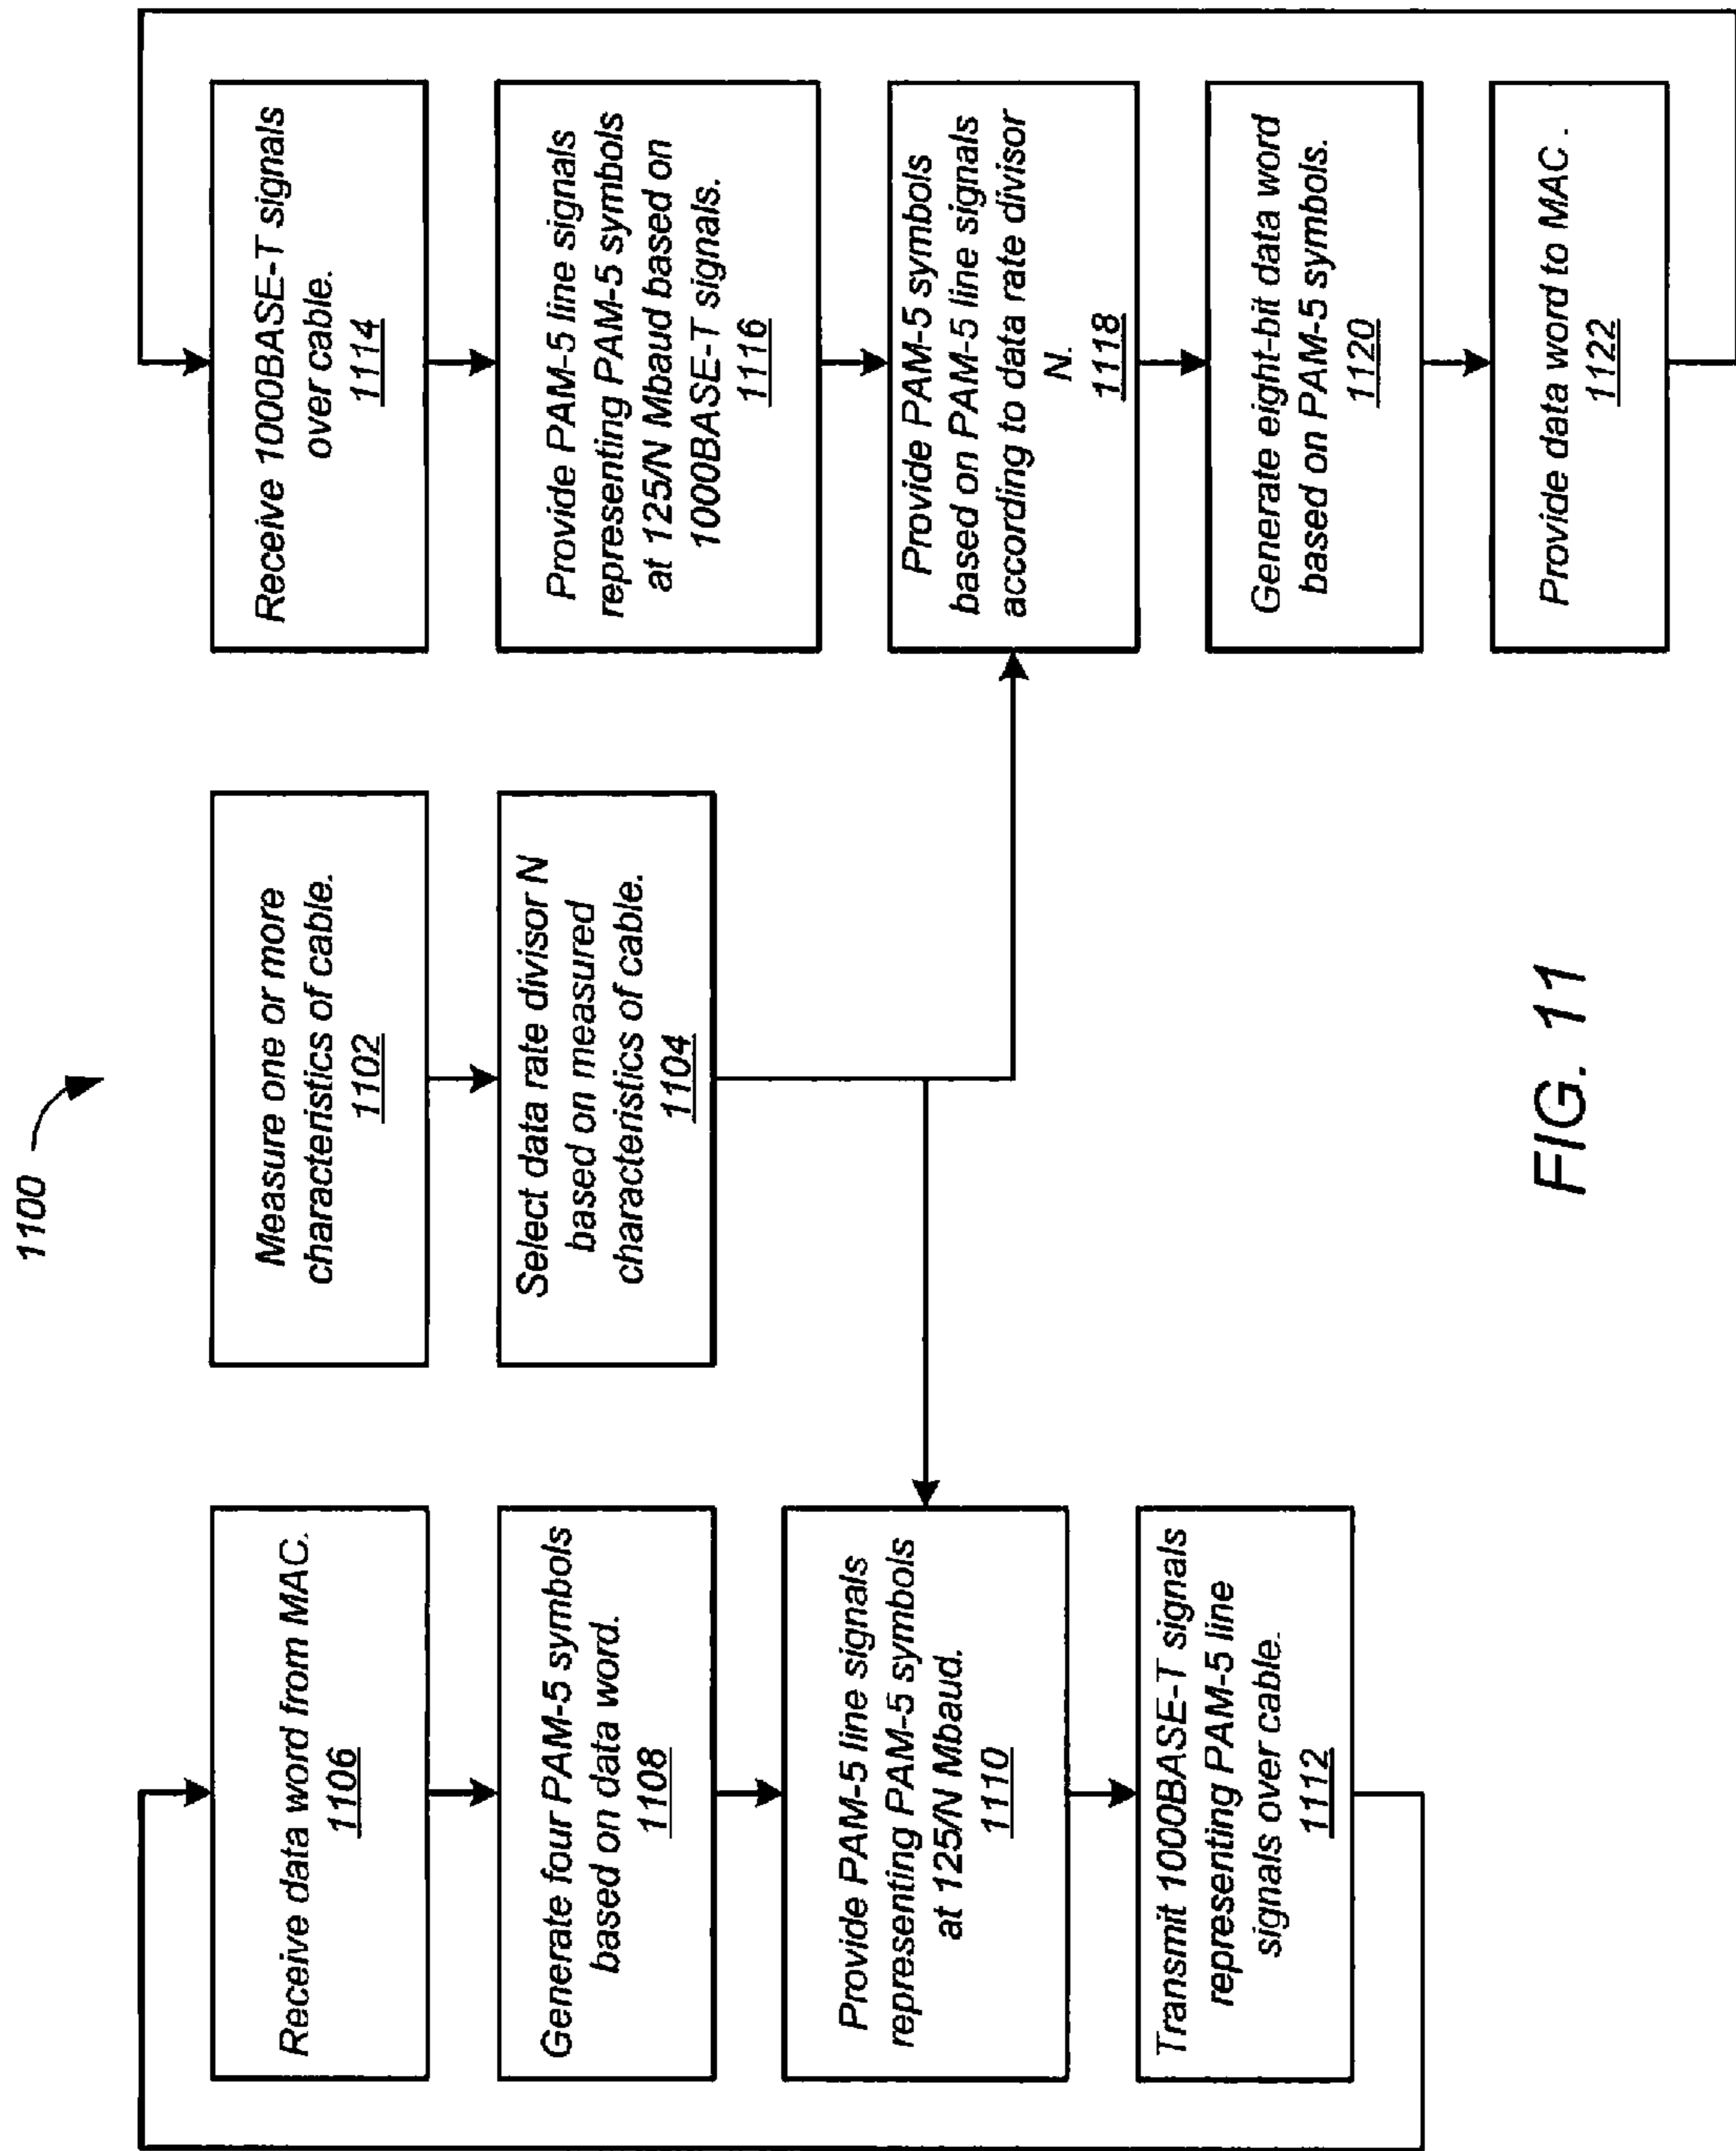 1100
Receive data word from MAC.
1106
Generate four PAM-5 symbols
based on data word.
1108
Provide PAM-5 line signals
representing PAM-5 symbols
at 125/N Mbaud.
1110
Transmit 1000BASE-T signals
representing PAM-5 line
signals over cable.
1112
Measure one or more
characteristics of cable.
1102
Select data rate divisor N
based on measured
characteristics of cable.
1104
Receive 1000BASE-T signals
over cable.
1114
Provide PAM-5 line signals
representing PAM-5 symbols
at 125/N Mbaud based on
1000BASE-T signals.
1116
Provide PAM-5 symbols
based on PAM-5 line signals
according to data rate divisor
N.
1118
Generate eight-bit data word
based on PAM-5 symbols.
1120
Provide data word to MAC.
1122
FIG. 11